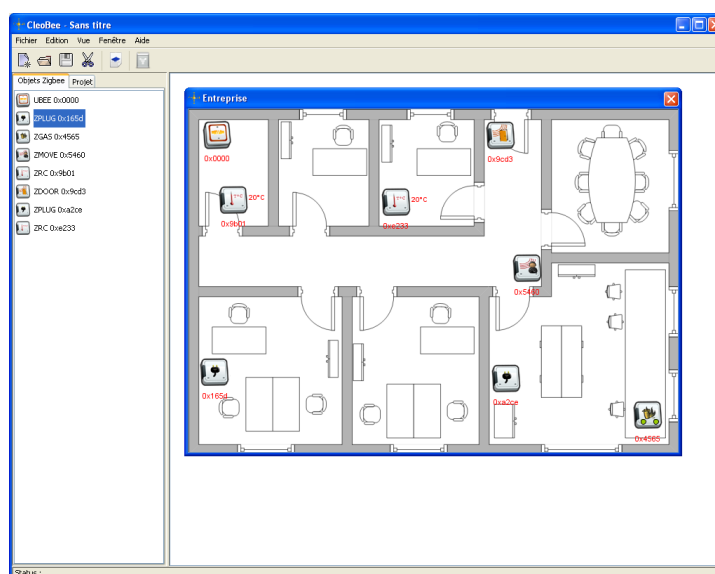 CleoBee - Sans titre
Fichier Edition Vue Fenêtre Aide
Objets Zigbee Projet
UBEE 0x0000
ZPLUG 0x165d
ZGAS 0x4565
ZMOVE 0x5460
ZRC 0x9b01
ZDOOR 0x9cd3
ZPLUG 0xa2ce
ZRC 0xe233
Entreprise
0x0000
0x9cd3
20°C
20°C
0x9b01
0xe233
0x5460
0x165d
0xa2ce
0x4565
Status :